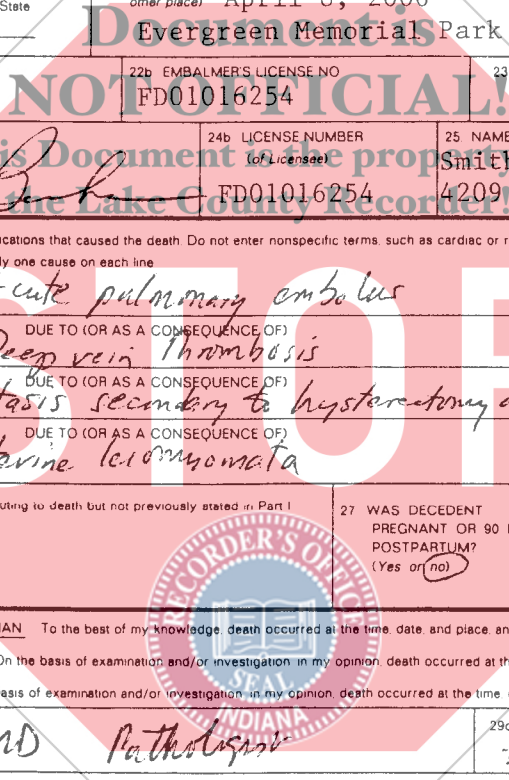 State
other place) April 6, 2006
Evergreen Memorial Park
Document is
22b EMBALMER'S LICENSE NO
23
FD01016254
NOT OFFICIAL!
24b LICENSE NUMBER
25 NAME
(of Licensee)
Smith
is Document is the property
FD01016254
4209
the Lake County Recorder!
ications that caused the death. Do not enter nonspecific terms, such as cardiac or r
ly one cause on each line
STOP
cute pulmonary embolus
DUE TO (OR AS A CONSEQUENCE OF)
Deep vein Thrombosis
DUE TO (OR AS A CONSEQUENCE OF)
tasis secondary to hysterectomy
DUE TO (OR AS A CONSEQUENCE OF)
terine leiomyomata
uting to death but not previously stated in Part I
27 WAS DECEDENT
PREGNANT OR 90
POSTPARTUM?
(Yes or no)
RECORDER'S OFFICE
SEAL
INDIANA
IAN To the best of my knowledge, death occurred at the time, date, and place, an
On the basis of examination and/or investigation in my opinion, death occurred at th
asis of examination and/or investigation, in my opinion, death occurred at the time
MD Pathologist
29c